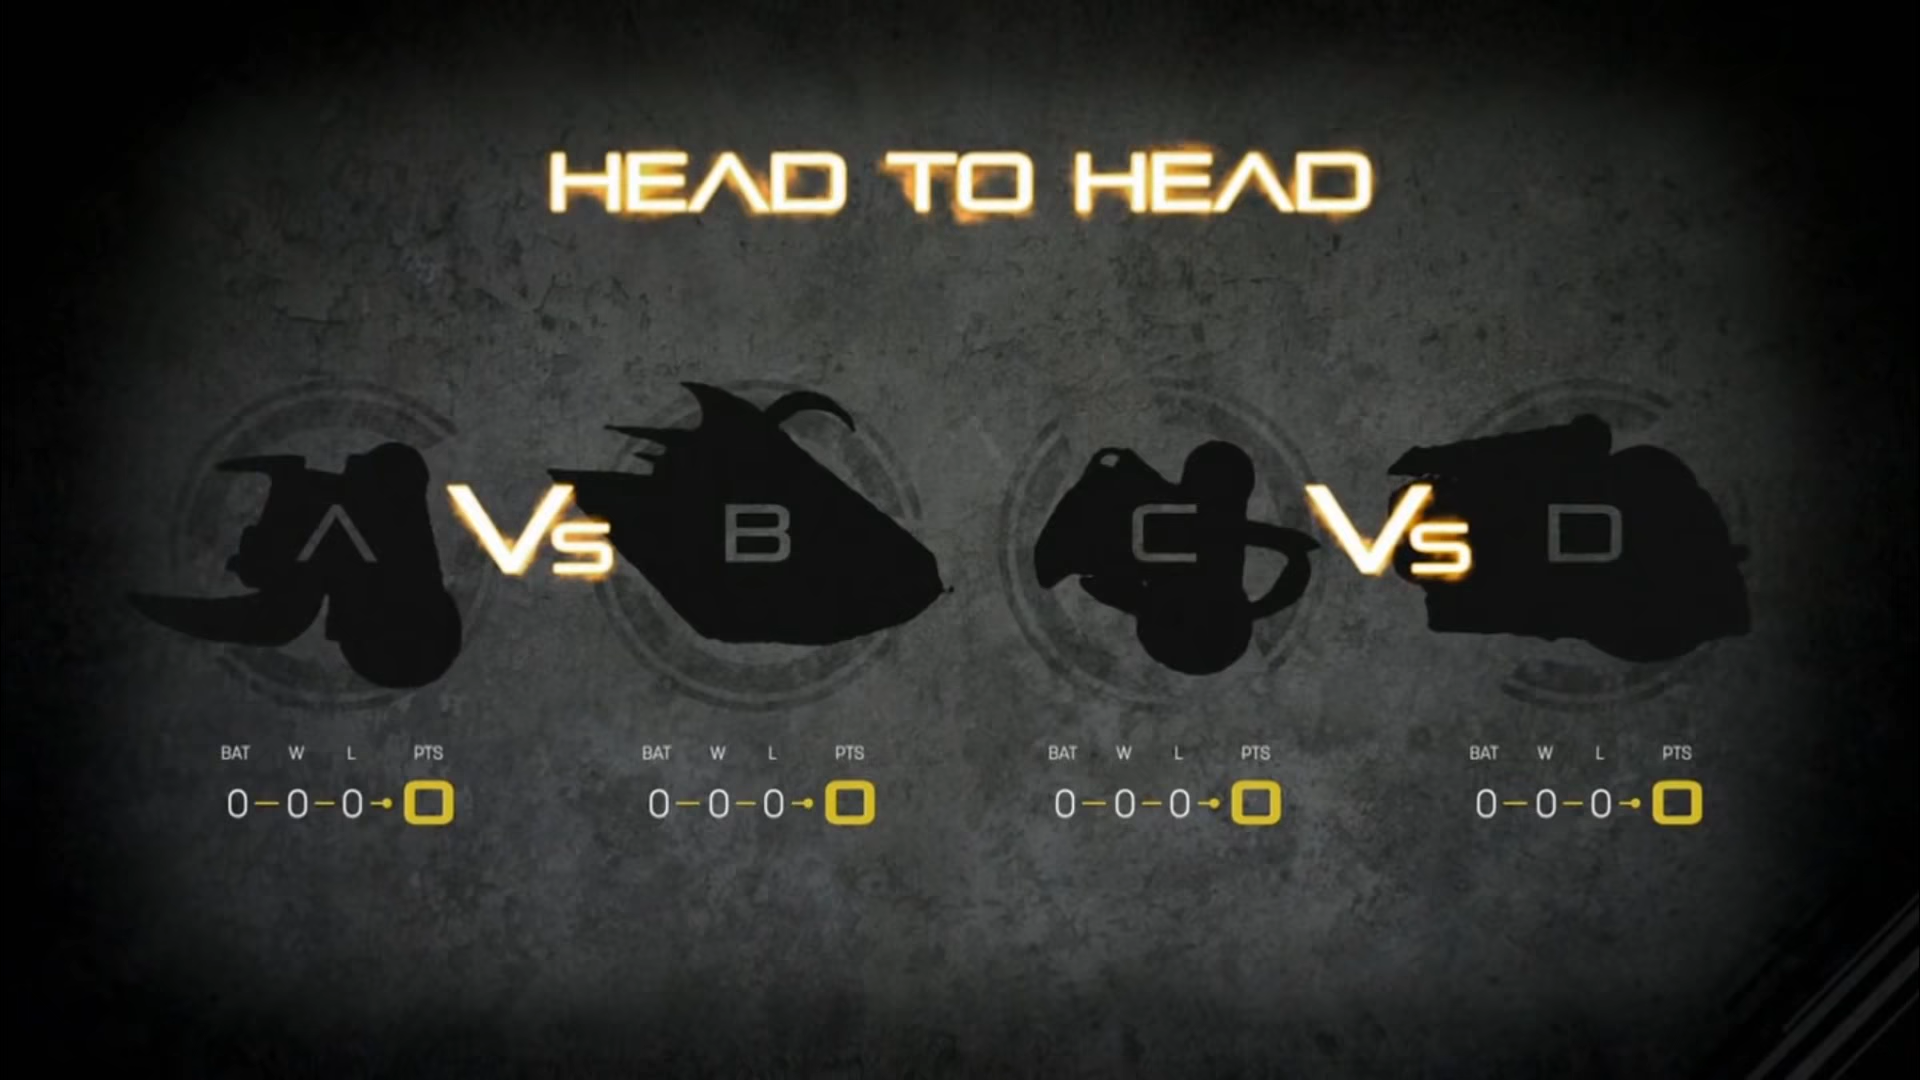 HEAD TO HEAD
A Vs B C Vs D
BAT W L PTS BAT W L PTS BAT W L PTS BAT W L PTS
0 0 0 0 0 0 0 0 0 0 0 0 0 0 0 0